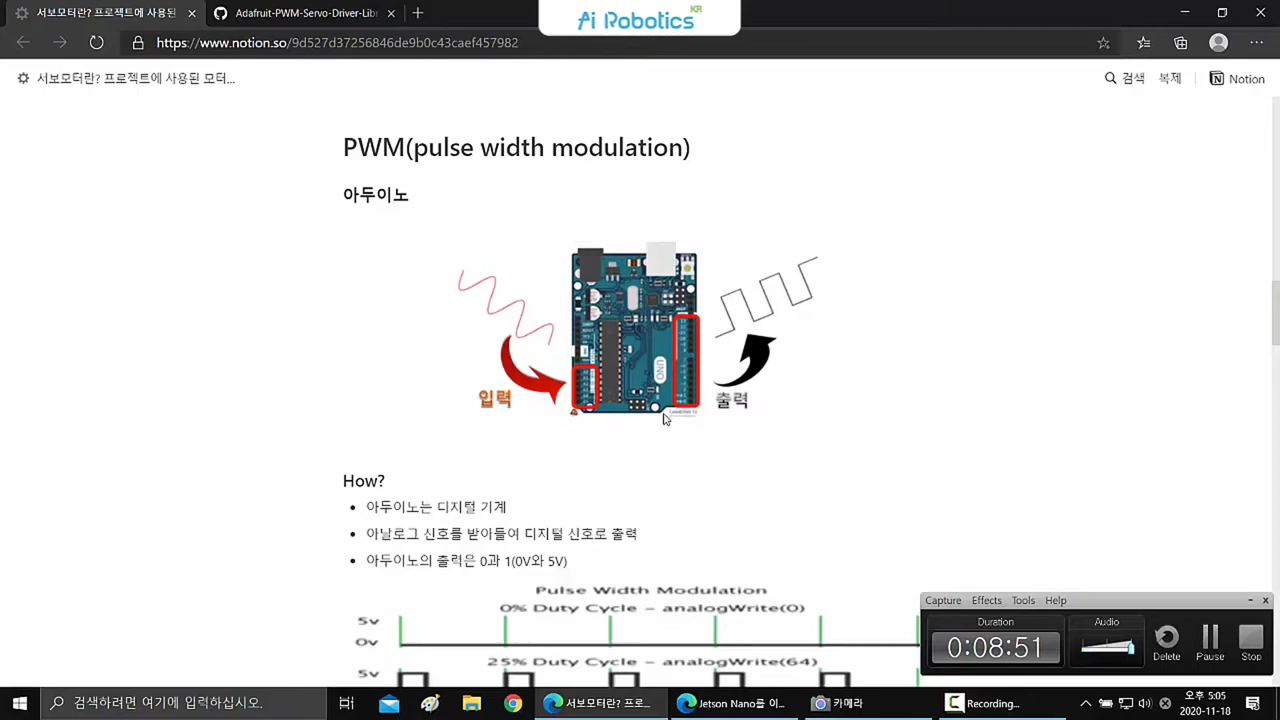 서보모터란? 프로젝트에 사용된
Adafruit-PWM-Servo-Driver-Libr
Ai Robotics KR
https://www.notion.so/9d527d37256846de9b0c43caef457982
서보모터란? 프로젝트에 사용된 모터...
검색
복제
Notion
PWM(pulse width modulation)
아두이노
UNO
입력
출력
How?
아두이노는 디지털 기계
아날로그 신호를 받아들여 디지털 신호로 출력
아두이노의 출력은 0과 1(0V와 5V)
Pulse Width Modulation
0% Duty Cycle – analogWrite(0)
5v
0v
25% Duty Cycle – analogWrite(64)
5v
Capture Effects Tools Help
Duration
Audio
0:08:51
Delete
Pause
Stop
검색하려면 여기에 입력하십시오.
서보모터란? 프로...
Jetson Nano를 이...
카메라
Recording...
오후 5:05
2020-11-18